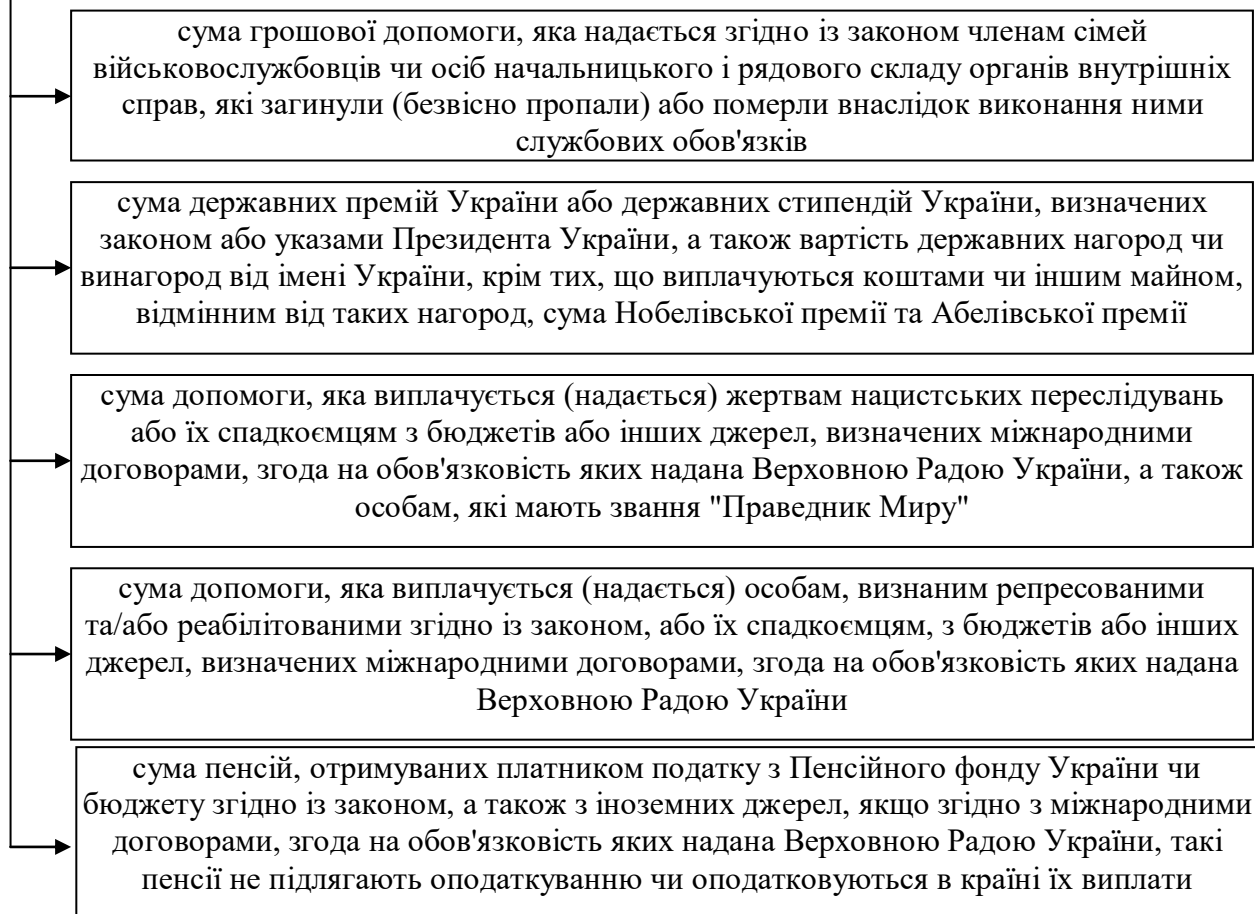 сума грошової допомоги, яка надається згідно із законом членам сімей
військовослужбовців чи осіб начальницького і рядового складу органів внутрішніх
справ, які загинули (безвісно пропали) або померли внаслідок виконання ними
службових обов'язків
сума державних премій України або державних стипендій України, визначених
законом або указами Президента України, а також вартість державних нагород чи
винагород від імені України, крім тих, що виплачуються коштами чи іншим майном,
відмінним від таких нагород, сума Нобелівської премії та Абелівської премії
сума допомоги, яка виплачується (надається) жертвам нацистських переслідувань
або їх спадкоємцям з бюджетів або інших джерел, визначених міжнародними
договорами, згода на обов'язковість яких надана Верховною Радою України, а також
особам, які мають звання "Праведник Миру"
сума допомоги, яка виплачується (надається) особам, визнаним репресованими
та/або реабілітованими згідно із законом, або їх спадкоємцям, з бюджетів або інших
джерел, визначених міжнародними договорами, згода на обов'язковість яких надана
Верховною Радою України
сума пенсій, отримуваних платником податку з Пенсійного фонду України чи
бюджету згідно із законом, а також з іноземних джерел, якщо згідно з міжнародними
договорами, згода на обов'язковість яких надана Верховною Радою України, такі
пенсії не підлягають оподаткуванню чи оподатковуються в країні їх виплати